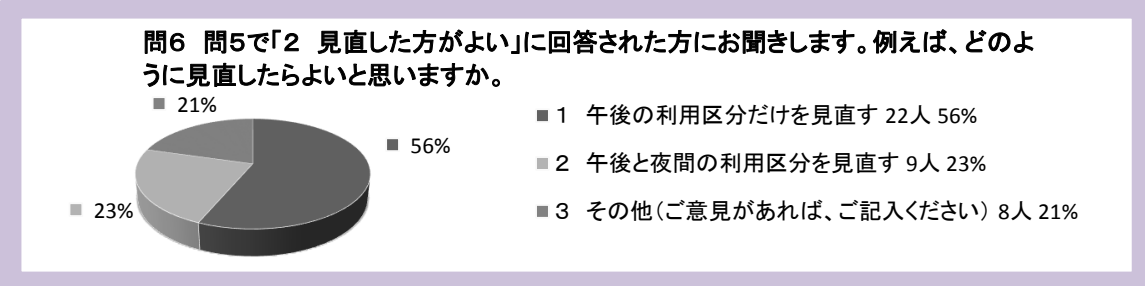 問６　問５で「２　見直した方がよい」に回答された方にお聞きします。例えば、どのよ
うに見直したらよいと思いますか。
21%
56%
23%
１　午後の利用区分だけを見直す 22人 56%
２　午後と夜間の利用区分を見直す 9人 23%
３　その他（ご意見があれば、ご記入ください） 8人 21%